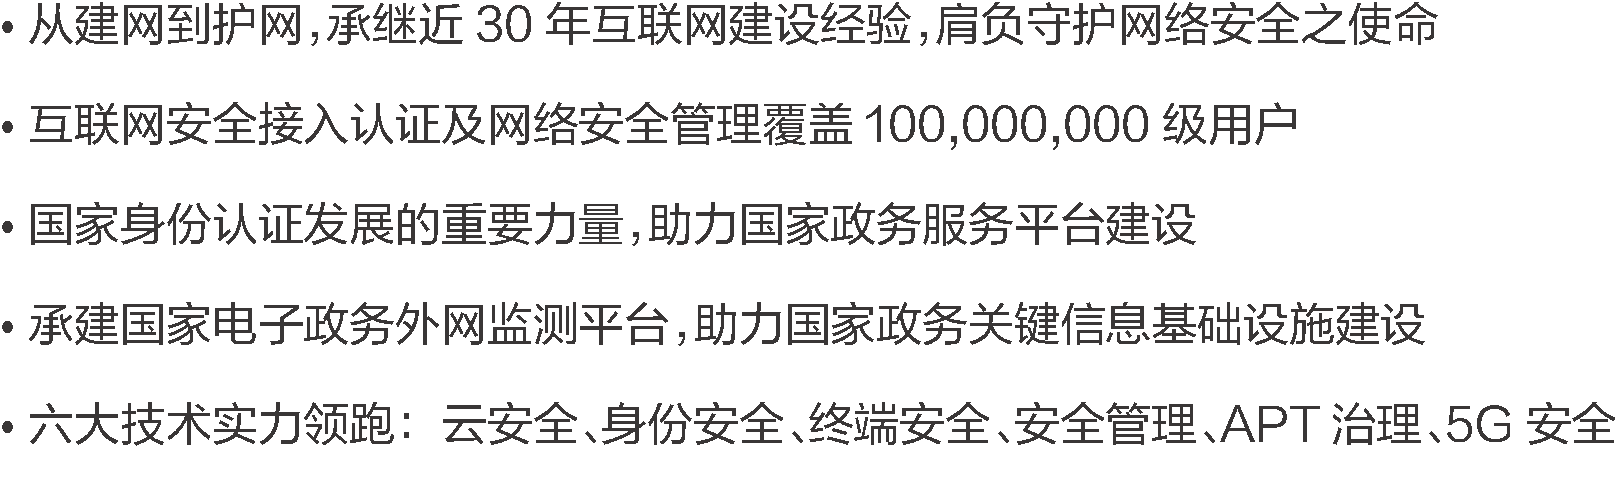 • 从建网到护网,承继近 30 年互联网建设经验,肩负守护网络安全之使命
• 互联网安全接入认证及网络安全管理覆盖 100,000,000 级用户
• 国家身份认证发展的重要力量,助力国家政务服务平台建设
• 承建国家电子政务外网监测平台,助力国家政务关键信息基础设施建设
• 六大技术实力领跑：云安全、身份安全、终端安全、安全管理、APT 治理、5G 安全